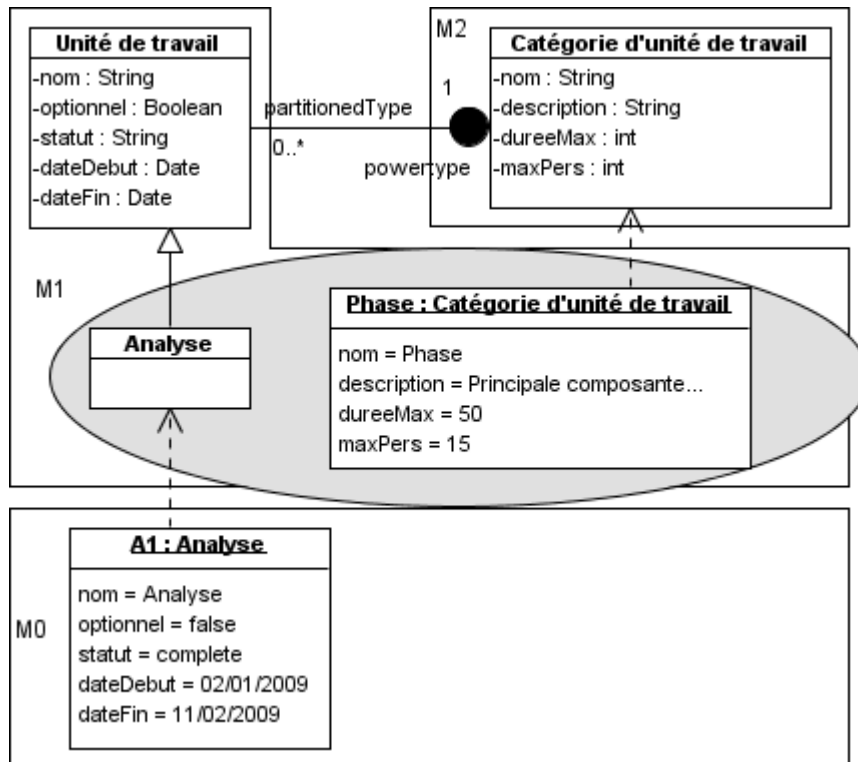 Unité de travail
-nom : String
-optionnel : Boolean
-statut : String
-dateDebut : Date
-dateFin : Date
partitionedType
0..*
M2
1
powertype
Catégorie d'unité de travail
-nom : String
-description : String
-dureeMax : int
-maxPers : int
M1
Analyse
Phase : Catégorie d'unité de travail
nom = Phase
description = Principale composante...
dureeMax = 50
maxPers = 15
M0
A1 : Analyse
nom = Analyse
optionnel = false
statut = complete
dateDebut = 02/01/2009
dateFin = 11/02/2009